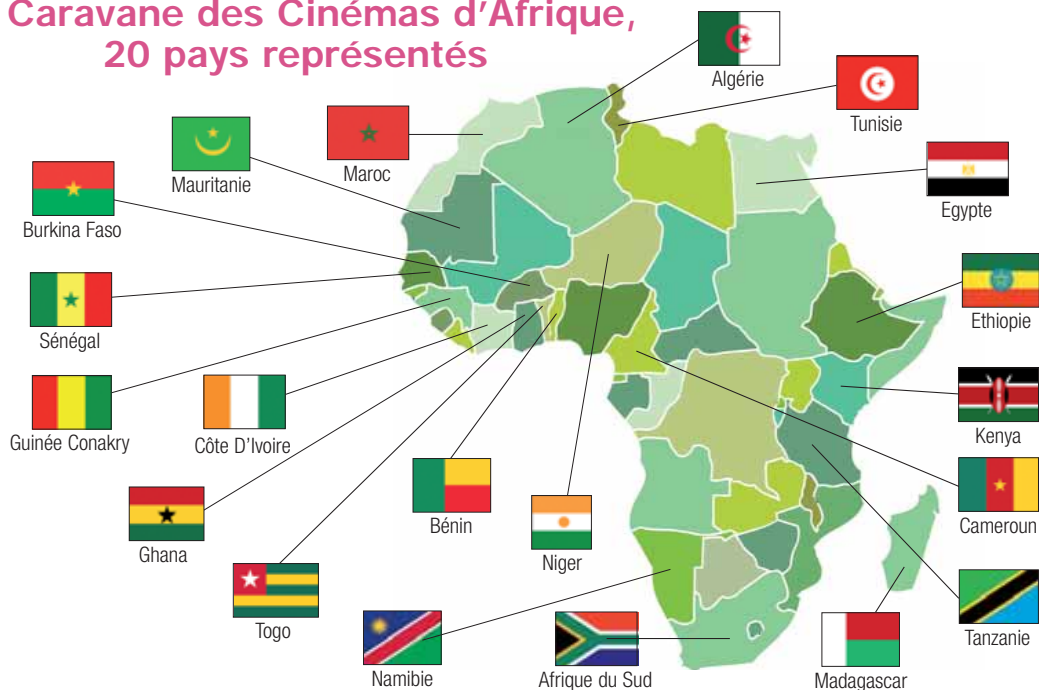 Caravane des Cinémas d'Afrique,
20 pays représentés
Algérie
Tunisie
Maroc
Mauritanie
Egypte
Burkina Faso
Ethiopie
Sénégal
Kenya
Guinée Conakry
Côte D'Ivoire
Cameroun
Bénin
Ghana
Niger
Togo
Tanzanie
Namibie
Afrique du Sud
Madagascar